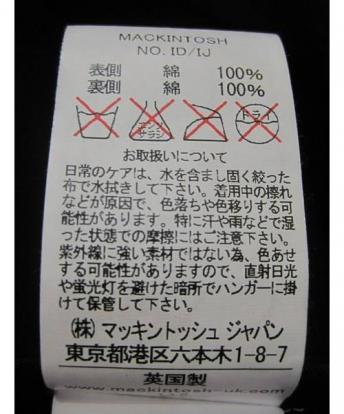 MACKINTOSH
NO. ID/IJ
表側 綿 100%
裏側 綿 100%
エンソ サラシ ドライ
お取扱いについて
日常のケアは、水を含まし固く絞った
布で水拭きして下さい。着用中の擦れ
などが原因で、色落ちや色移りする可
能性があります。特に汗や雨などで湿
った状態での摩擦にはご注意下さい。
紫外線に強い素材ではない為、色あせ
する可能性がありますので、直射日光
や蛍光灯を避けた暗所でハンガーに掛
けて保管して下さい。
(株)マッキントッシュ ジャパン
東京都港区六本木1-8-7
英国製
www.mackintosh-uk.com